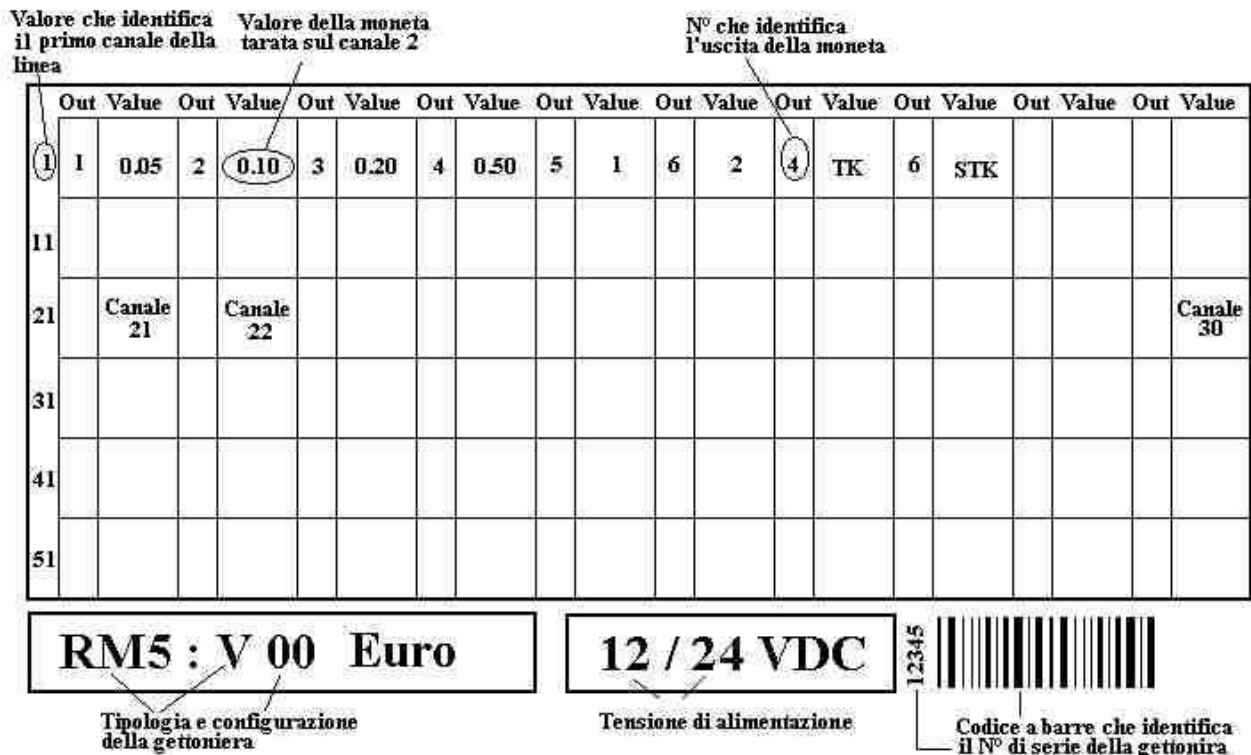 Valore che identifica
il primo canale della
linea
Valore della moneta
tarata sul canale 2
N° che identifica
l'uscita della moneta
Out Value Out Value Out Value Out Value Out Value Out Value Out Value Out Value Out Value Out Value
1 1 0.05 2 0.10 3 0.20 4 0.50 5 1 6 2 4 TK 6 STK
11
21 Canale 21 Canale 22 Canale 30
31
41
51
RM5 : V 00 Euro
12 / 24 VDC
12345
Tipologia e configurazione
della gettoniera
Tensione di alimentazione
Codice a barre che identifica
il N° di serie della gettonira